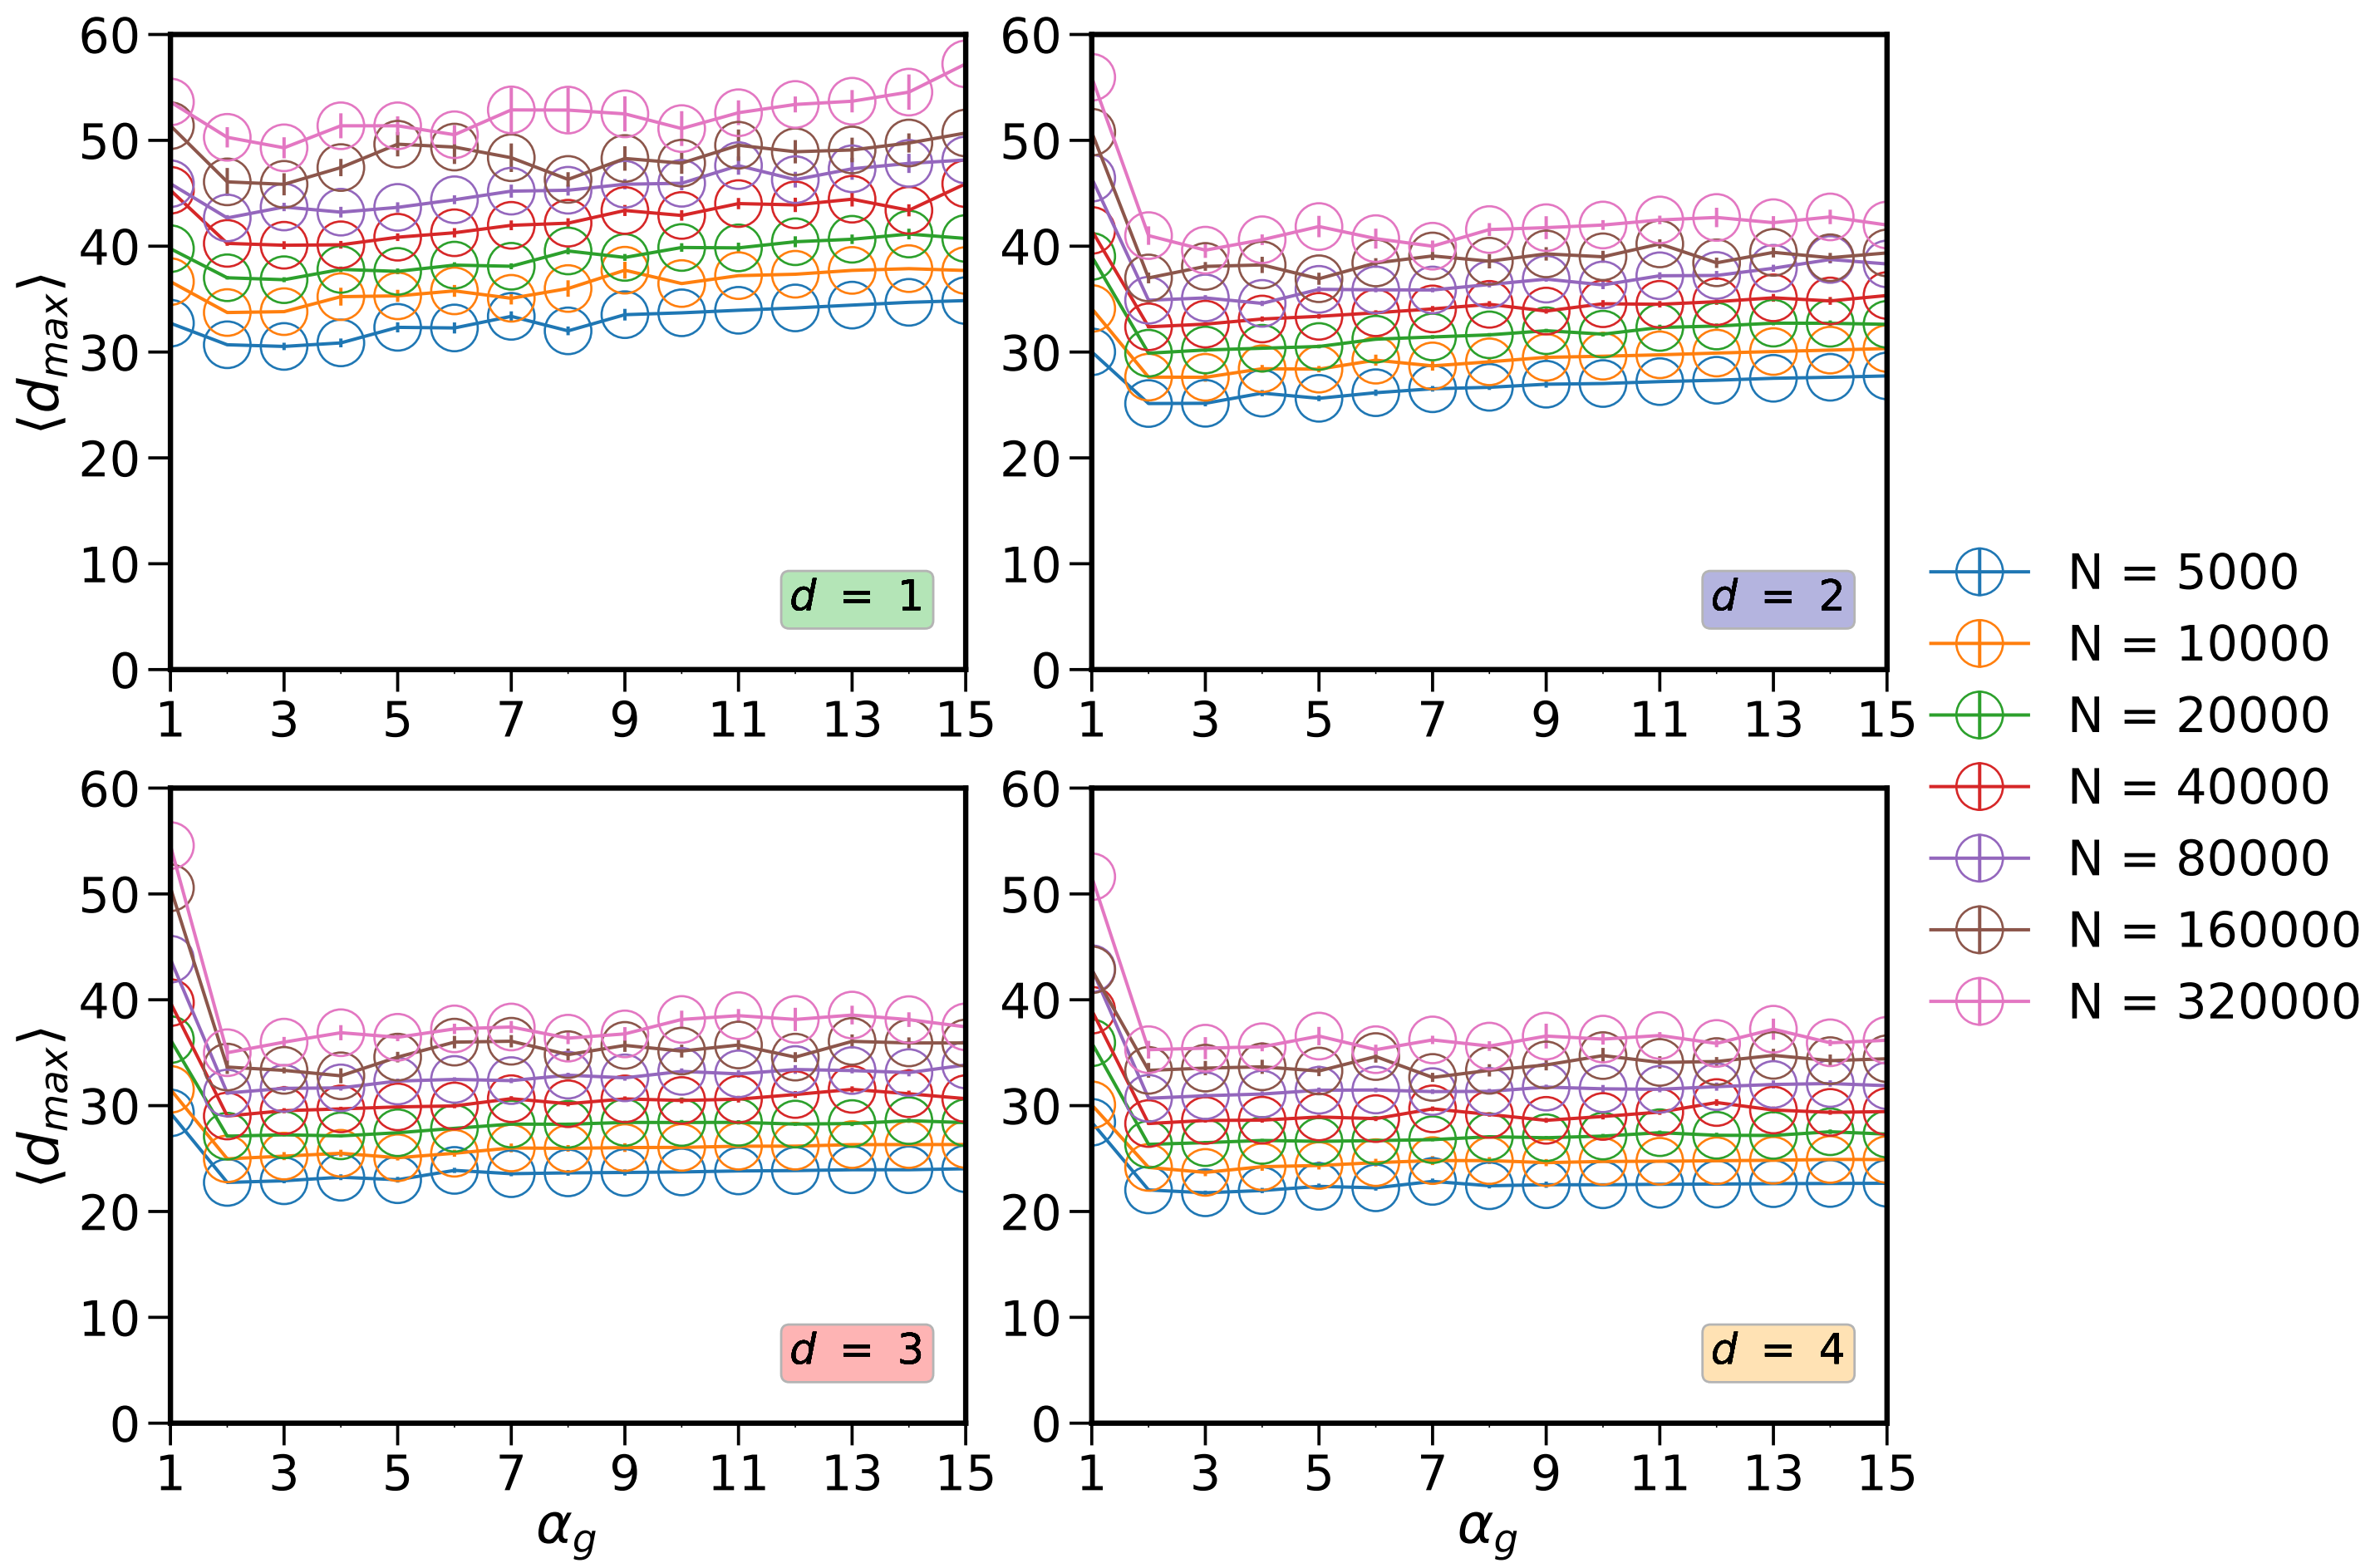 60
50
40
30
20
10
0
⟨d_max⟩
1 3 5 7 9 11 13 15
d = 1
60
50
40
30
20
10
0
1 3 5 7 9 11 13 15
d = 2
N = 5000
N = 10000
N = 20000
N = 40000
N = 80000
N = 160000
N = 320000
60
50
40
30
20
10
0
⟨d_max⟩
1 3 5 7 9 11 13 15
α_g
d = 3
60
50
40
30
20
10
0
1 3 5 7 9 11 13 15
α_g
d = 4